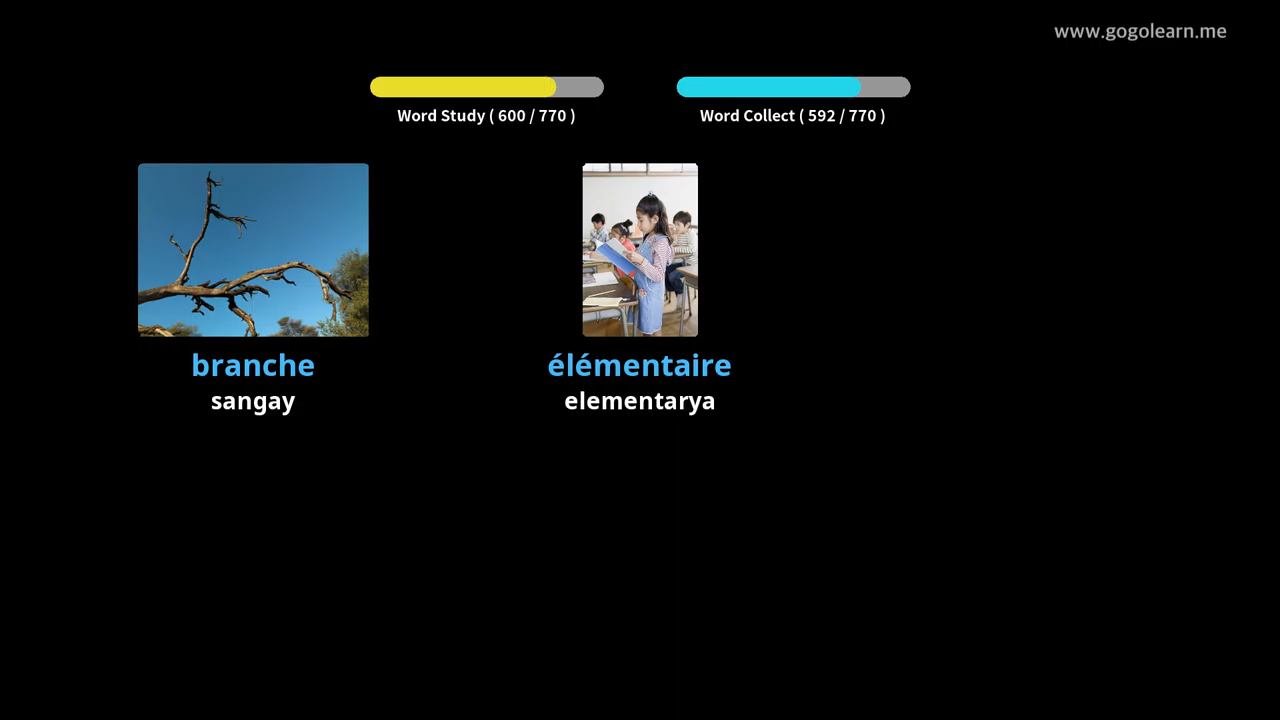 www.gogolearn.me
Word Study ( 600 / 770 )
Word Collect ( 592 / 770 )
branche
sangay
élémentaire
elementarya